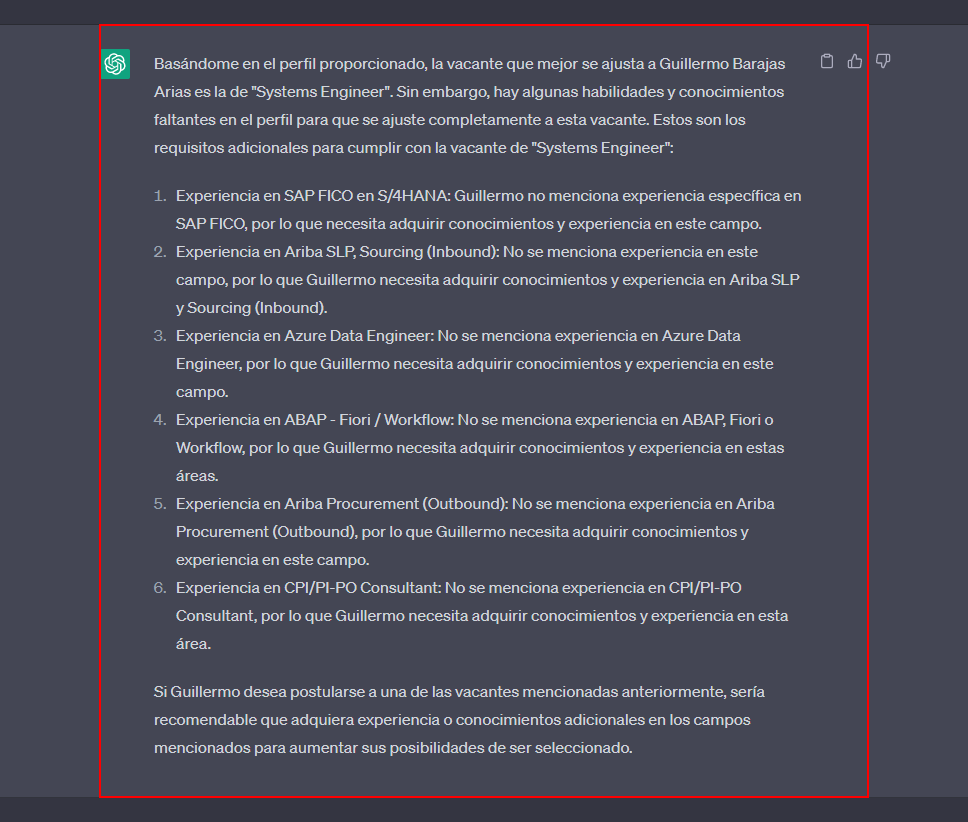 Basándome en el perfil proporcionado, la vacante que mejor se ajusta a Guillermo Barajas
Arias es la de "Systems Engineer". Sin embargo, hay algunas habilidades y conocimientos
faltantes en el perfil para que se ajuste completamente a esta vacante. Estos son los
requisitos adicionales para cumplir con la vacante de "Systems Engineer":
1. Experiencia en SAP FICO en S/4HANA: Guillermo no menciona experiencia específica en
SAP FICO, por lo que necesita adquirir conocimientos y experiencia en este campo.
2. Experiencia en Ariba SLP, Sourcing (Inbound): No se menciona experiencia en este
campo, por lo que Guillermo necesita adquirir conocimientos y experiencia en Ariba SLP
y Sourcing (Inbound).
3. Experiencia en Azure Data Engineer: No se menciona experiencia en Azure Data
Engineer, por lo que Guillermo necesita adquirir conocimientos y experiencia en este
campo.
4. Experiencia en ABAP - Fiori / Workflow: No se menciona experiencia en ABAP, Fiori o
Workflow, por lo que Guillermo necesita adquirir conocimientos y experiencia en estas
áreas.
5. Experiencia en Ariba Procurement (Outbound): No se menciona experiencia en Ariba
Procurement (Outbound), por lo que Guillermo necesita adquirir conocimientos y
experiencia en este campo.
6. Experiencia en CPI/PI-PO Consultant: No se menciona experiencia en CPI/PI-PO
Consultant, por lo que Guillermo necesita adquirir conocimientos y experiencia en esta
área.
Si Guillermo desea postularse a una de las vacantes mencionadas anteriormente, sería
recomendable que adquiera experiencia o conocimientos adicionales en los campos
mencionados para aumentar sus posibilidades de ser seleccionado.